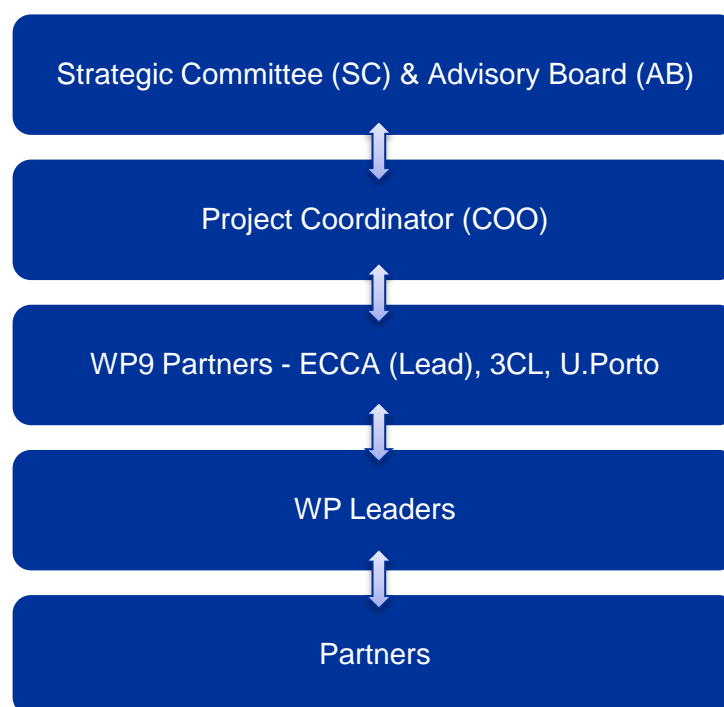 Strategic Committee (SC) & Advisory Board (AB)
Project Coordinator (COO)
WP9 Partners - ECCA (Lead), 3CL, U.Porto
WP Leaders
Partners